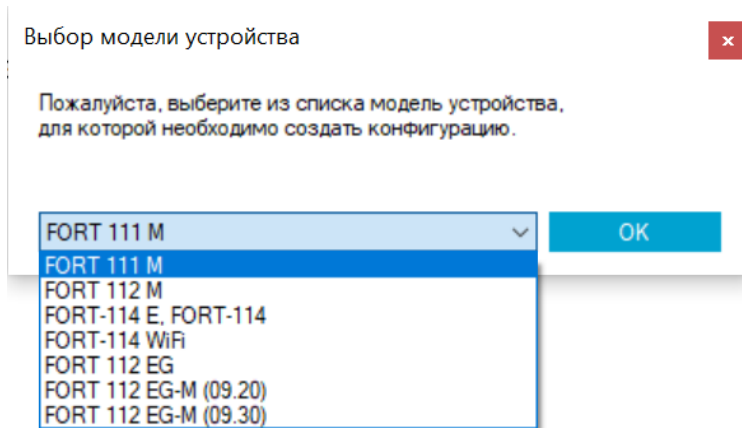 Выбор модели устройства
Пожалуйста, выберите из списка модель устройства,
для которой необходимо создать конфигурацию.
FORT 111 M
OK
FORT 111 M
FORT 112 M
FORT-114 E, FORT-114
FORT-114 WiFi
FORT 112 EG
FORT 112 EG-M (09.20)
FORT 112 EG-M (09.30)